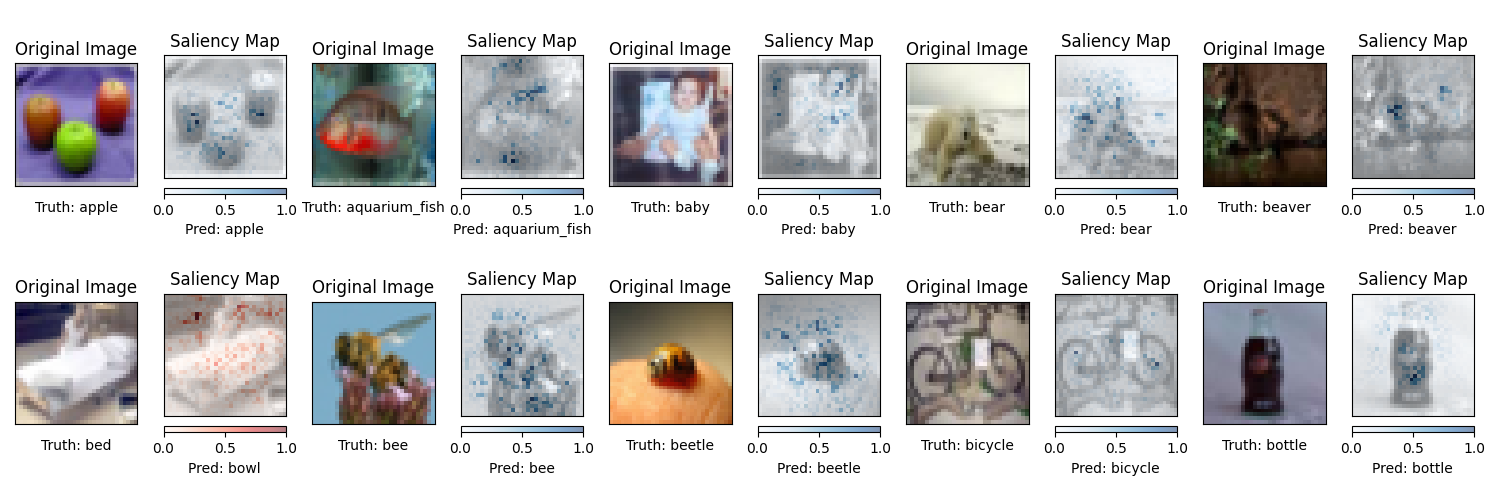 Original Image Saliency Map Original Image Saliency Map Original Image Saliency Map Original Image Saliency Map Original Image Saliency Map
Truth: apple Truth: aquarium_fish Truth: baby Truth: bear Truth: beaver
0.0 0.5 1.0 0.0 0.5 1.0 0.0 0.5 1.0 0.0 0.5 1.0 0.0 0.5 1.0
Pred: apple Pred: aquarium_fish Pred: baby Pred: bear Pred: beaver
Original Image Saliency Map Original Image Saliency Map Original Image Saliency Map Original Image Saliency Map Original Image Saliency Map
Truth: bed Truth: bee Truth: beetle Truth: bicycle Truth: bottle
0.0 0.5 1.0 0.0 0.5 1.0 0.0 0.5 1.0 0.0 0.5 1.0 0.0 0.5 1.0
Pred: bowl Pred: bee Pred: beetle Pred: bicycle Pred: bottle